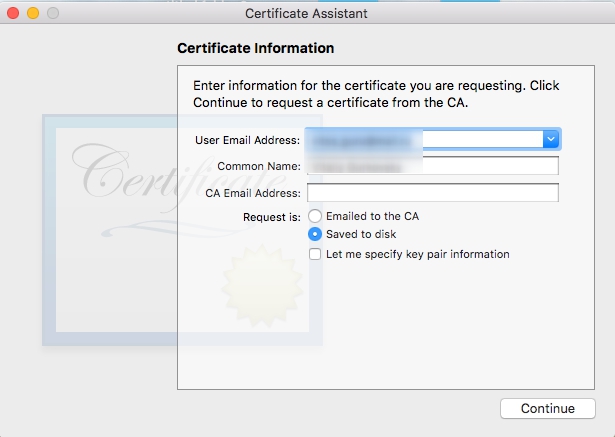 Certificate Assistant
Certificate Information
Enter information for the certificate you are requesting. Click
Continue to request a certificate from the CA.
Certificate
User Email Address:
Common Name:
CA Email Address:
Request is:
Emailed to the CA
Saved to disk
Let me specify key pair information
Continue